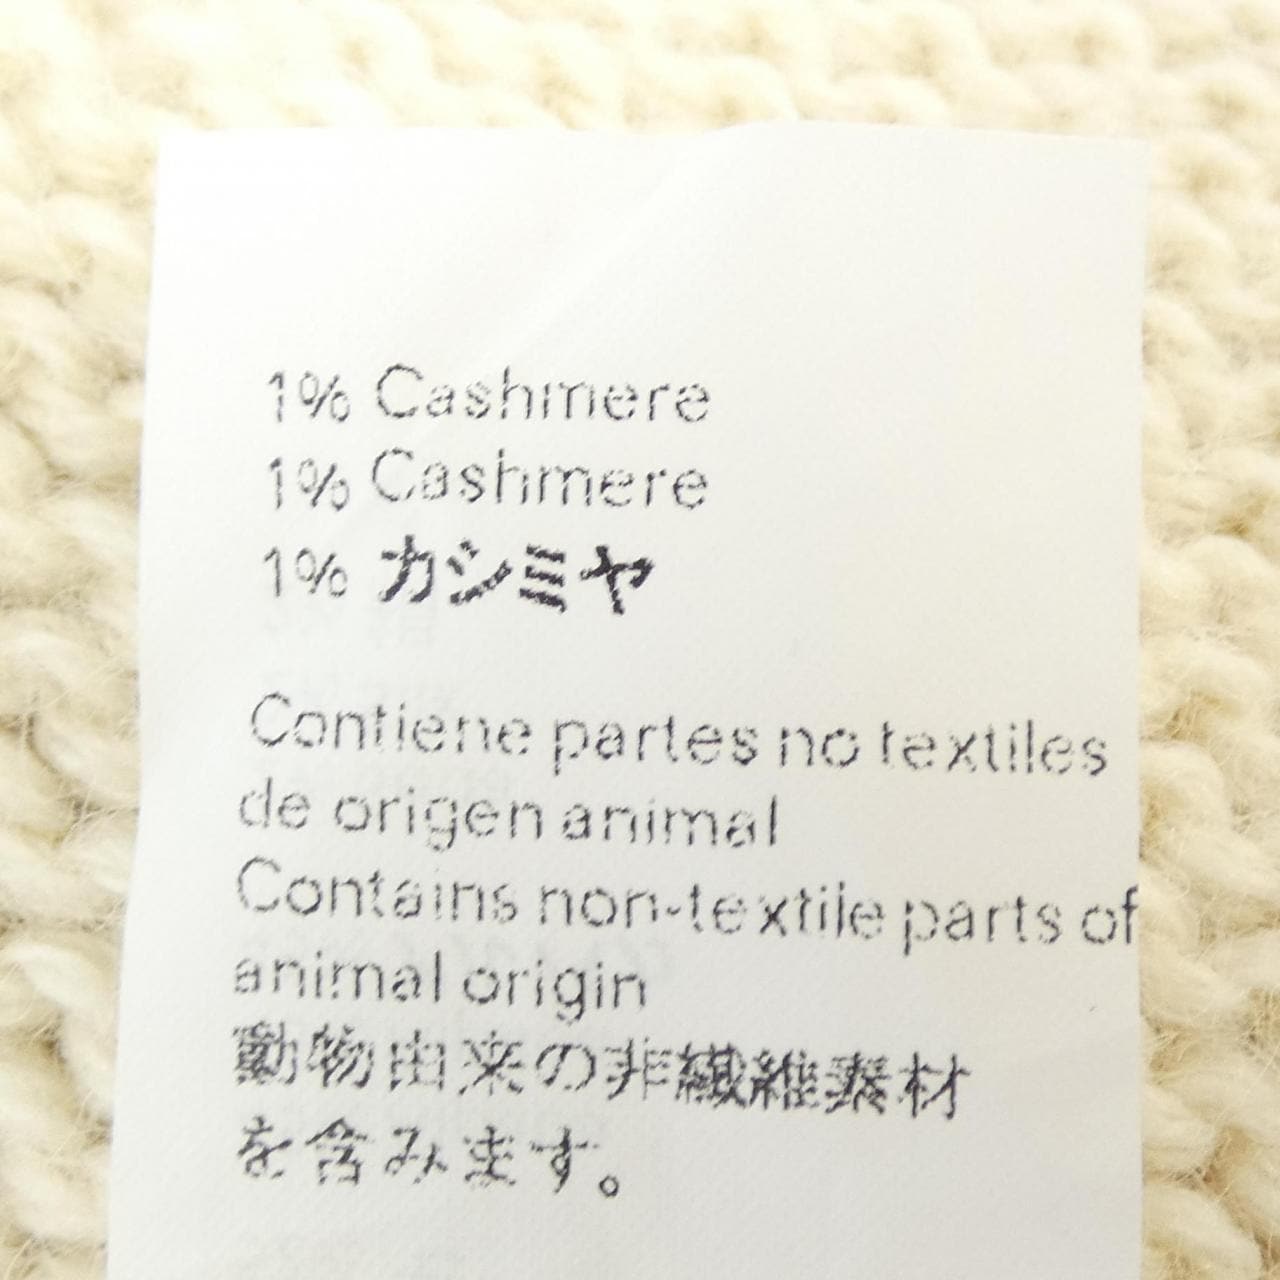 1% Cashmere
1% Cashmere
1% カシミヤ
Contiene partes no textiles
de origen animal
Contains non-textile parts of
animal origin
動物由来の非繊維素材
を含みます。